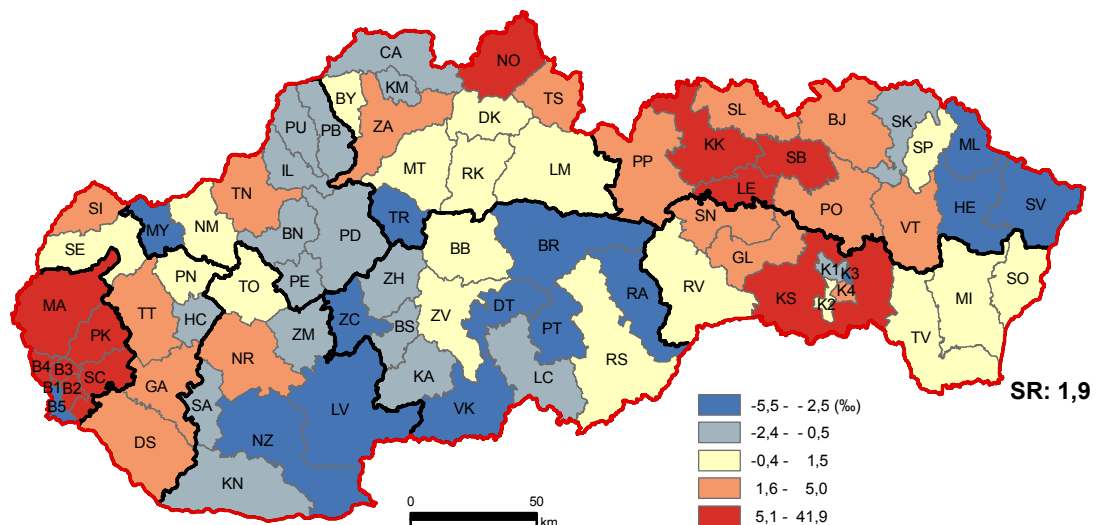 CA
NO
KM
BY
TS
ZA
DK
PU
PB
IL
MT
RK
LM
SL
BJ
SK
SP
ML
PP
KK
SB
LE
PO
VT
HE
SV
SI
TN
MY
NM
SE
TR
BN
PD
PE
BB
BR
SN
GL
RV
KS
K1
K3
K4
K2
SO
MI
TV
MA
PN
TO
ZH
TT
HC
ZM
ZC
BS
ZV
DT
PT
RA
PK
B4
B3
SC
B1
B2
B5
GA
NR
SA
KA
LC
RS
LV
VK
DS
NZ
KN
SR: 1,9
-5,5 - - 2,5 (‰)
-2,4 - - 0,5
-0,4 - 1,5
1,6 - 5,0
5,1 - 41,9
0 50
km